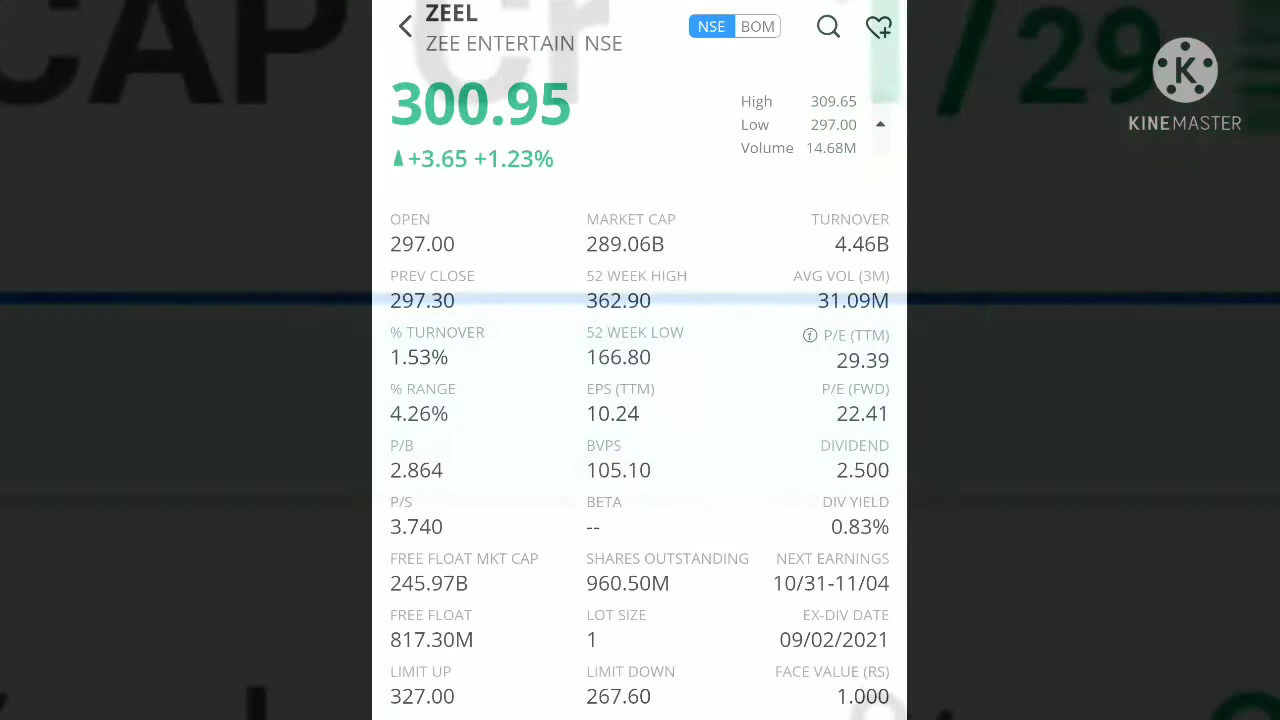 ZEEL
ZEE ENTERTAIN NSE
NSE BOM
300.95
+3.65 +1.23%
High 309.65
Low 297.00
Volume 14.68M
KINEMASTER
CAP
Cr
/29
OPEN MARKET CAP TURNOVER
297.00 289.06B 4.46B
PREV CLOSE 52 WEEK HIGH AVG VOL (3M)
297.30 362.90 31.09M
% TURNOVER 52 WEEK LOW P/E (TTM)
1.53% 166.80 29.39
% RANGE EPS (TTM) P/E (FWD)
4.26% 10.24 22.41
P/B BVPS DIVIDEND
2.864 105.10 2.500
P/S BETA DIV YIELD
3.740 -- 0.83%
FREE FLOAT MKT CAP SHARES OUTSTANDING NEXT EARNINGS
245.97B 960.50M 10/31-11/04
FREE FLOAT LOT SIZE EX-DIV DATE
817.30M 1 09/02/2021
LIMIT UP LIMIT DOWN FACE VALUE (RS)
327.00 267.60 1.000